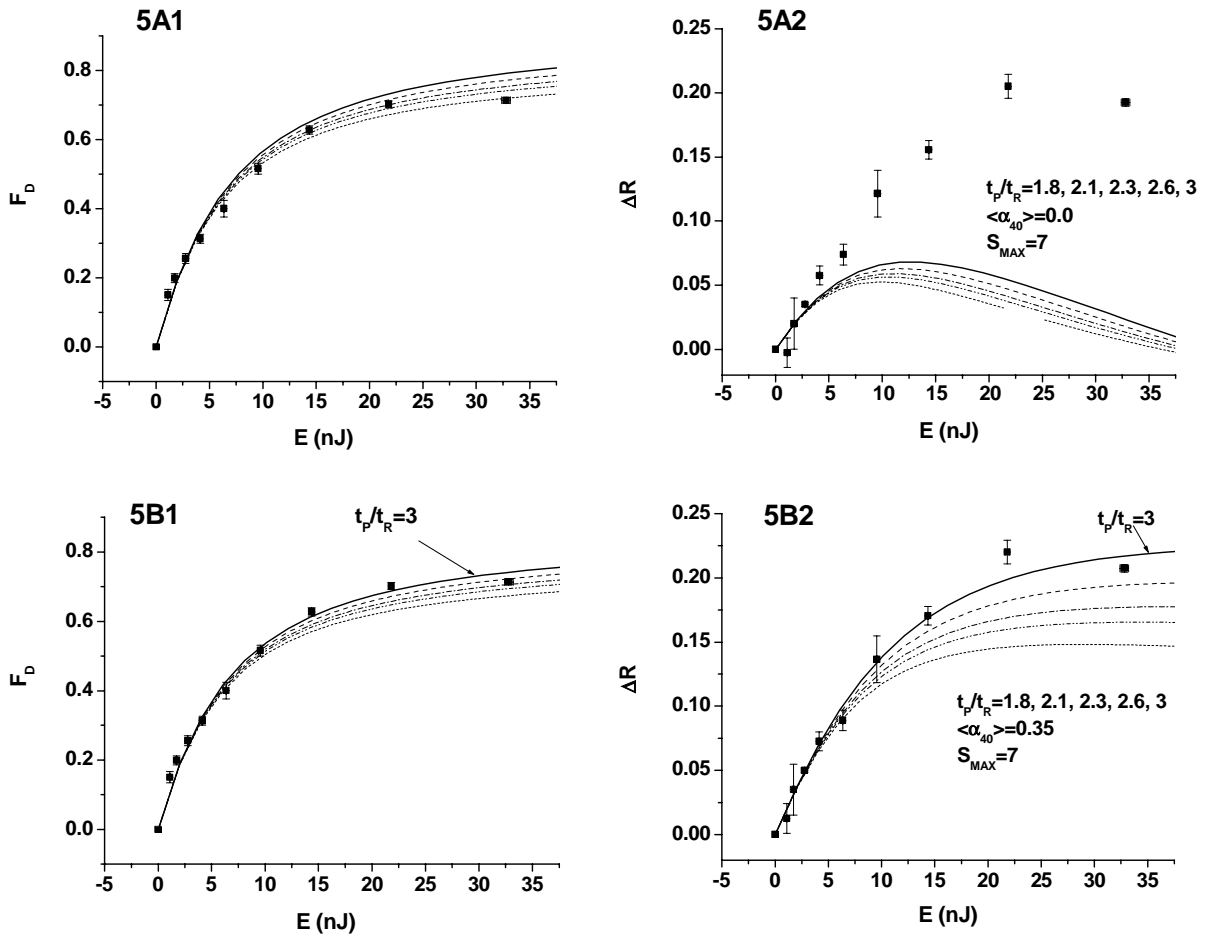 5A1
0.8
0.6
0.4
0.2
0.0
F_D
-5 0 5 10 15 20 25 30 35
E (nJ)
5A2
0.25
0.20
0.15
0.10
0.05
0.00
ΔR
t_P/t_R=1.8, 2.1, 2.3, 2.6, 3
<α_40>=0.0
S_MAX=7
-5 0 5 10 15 20 25 30 35
E (nJ)
5B1
t_P/t_R=3
0.8
0.6
0.4
0.2
0.0
F_D
-5 0 5 10 15 20 25 30 35
E (nJ)
5B2
t_P/t_R=3
0.25
0.20
0.15
0.10
0.05
0.00
ΔR
t_P/t_R=1.8, 2.1, 2.3, 2.6, 3
<α_40>=0.35
S_MAX=7
-5 0 5 10 15 20 25 30 35
E (nJ)